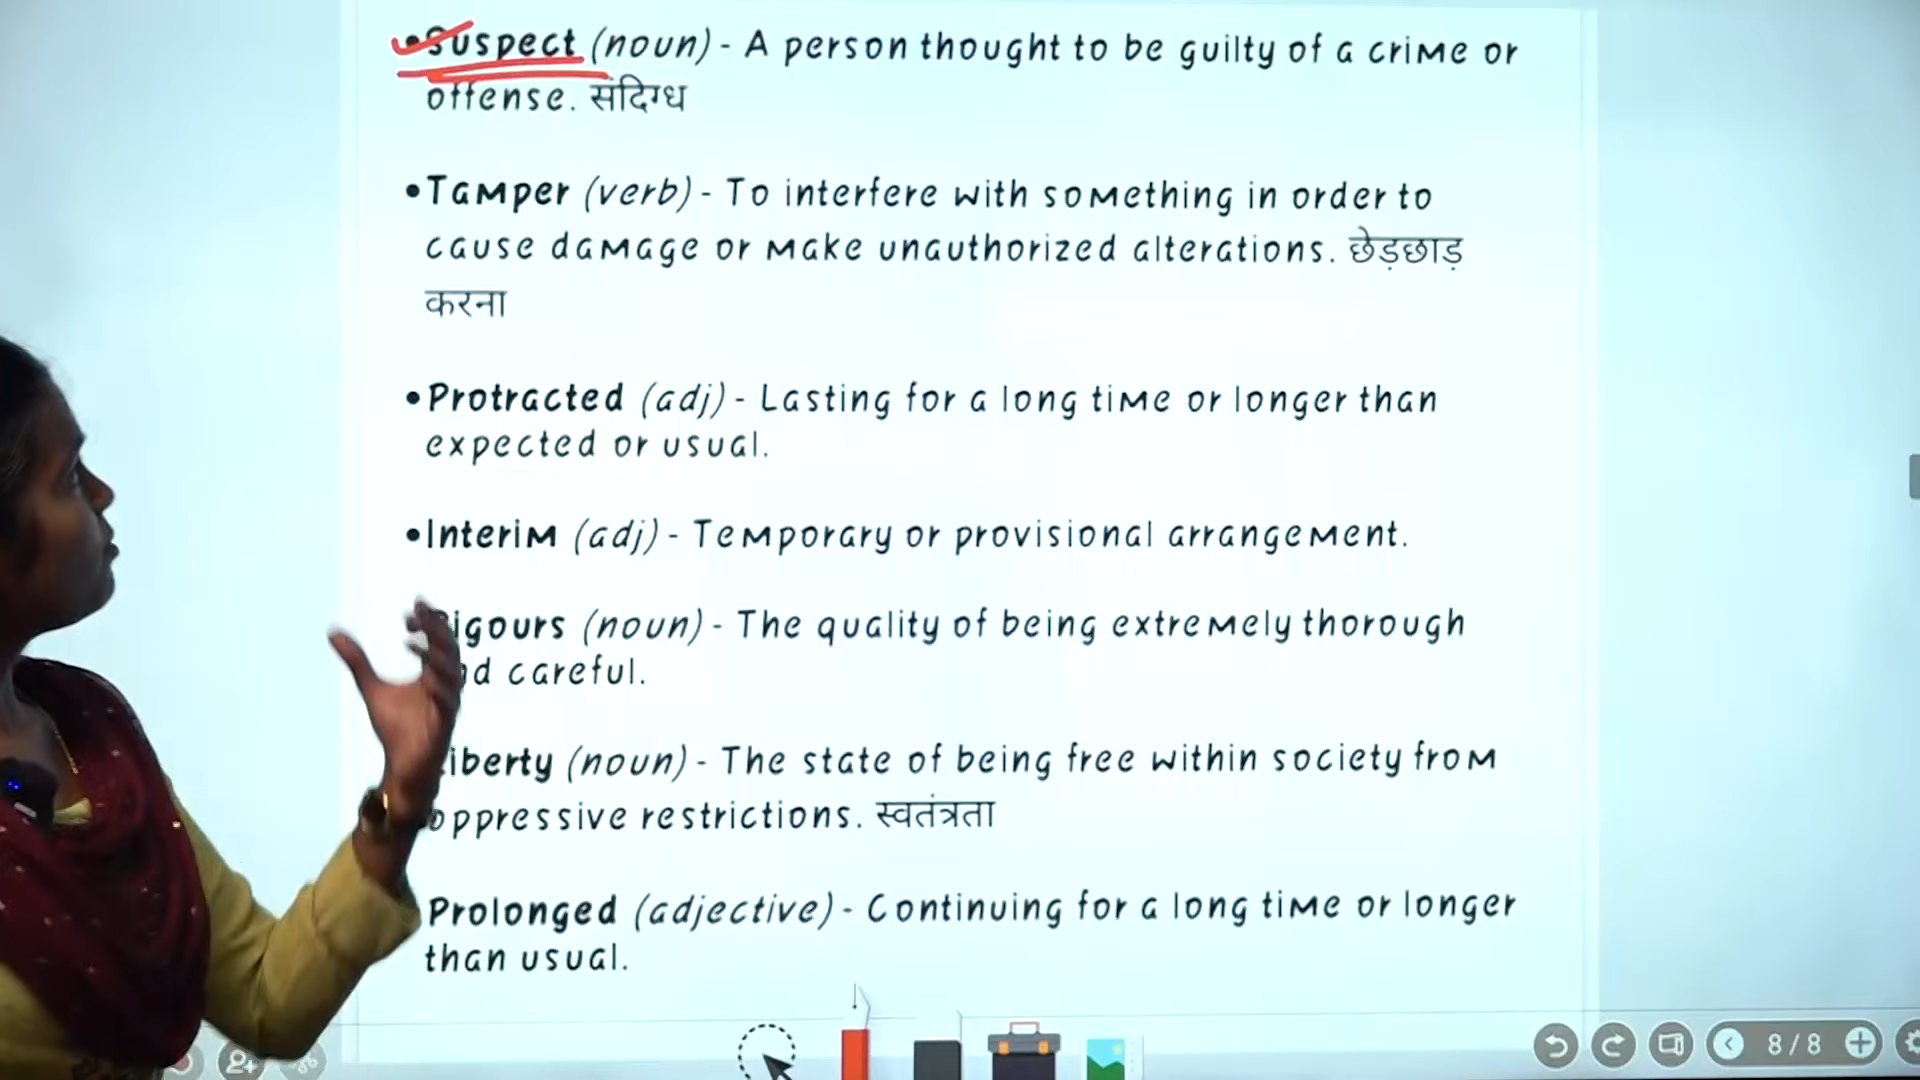 •Suspect (noun) - A person thought to be guilty of a crime or
offense. संदिग्ध
•Tamper (verb) - To interfere with something in order to
cause damage or make unauthorized alterations. छेड़छाड़
करना
•Protracted (adj) - Lasting for a long time or longer than
expected or usual.
•Interim (adj) - Temporary or provisional arrangement.
igours (noun) - The quality of being extremely thorough
d careful.
iberty (noun) - The state of being free within society from
oppressive restrictions. स्वतंत्रता
Prolonged (adjective) - Continuing for a long time or longer
than usual.
8/8